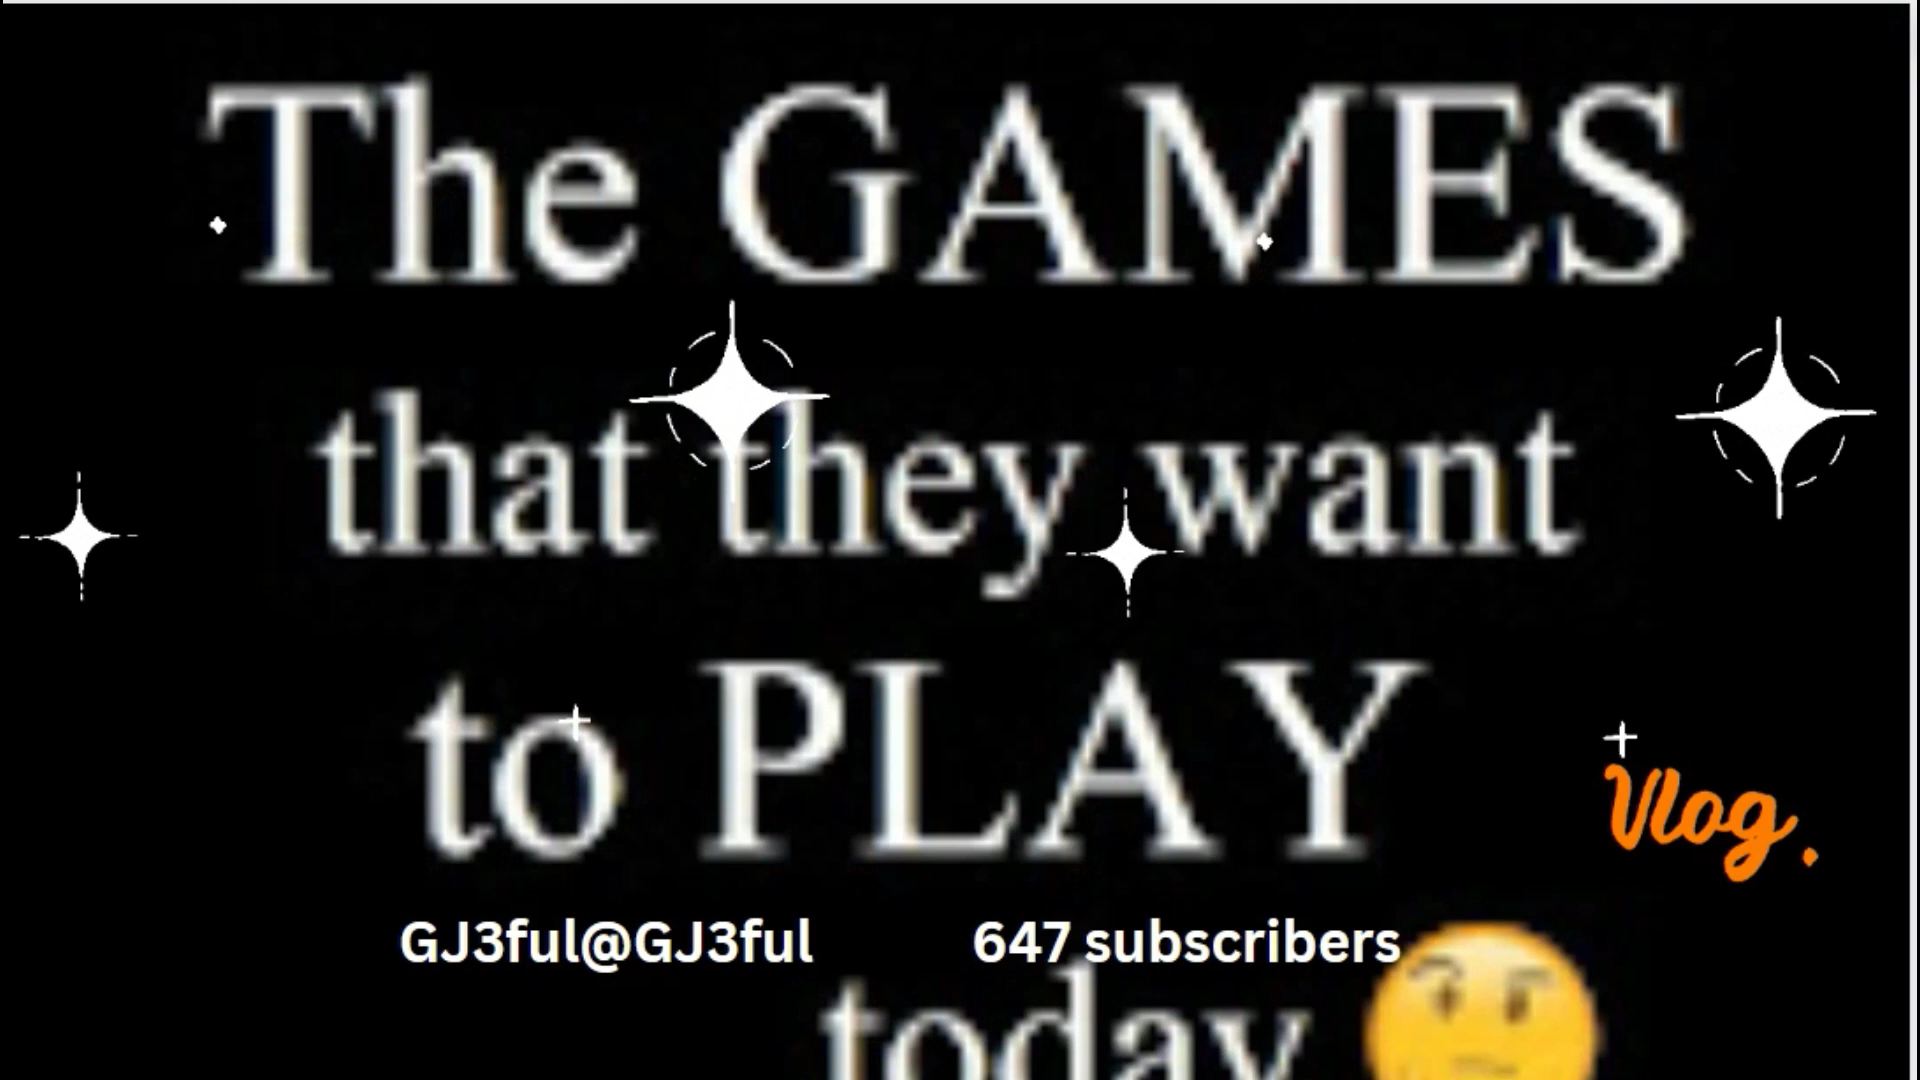 The GAMES
that they want
to PLAY
Vlog.
GJ3ful@GJ3ful 647 subscribers
today 🤔